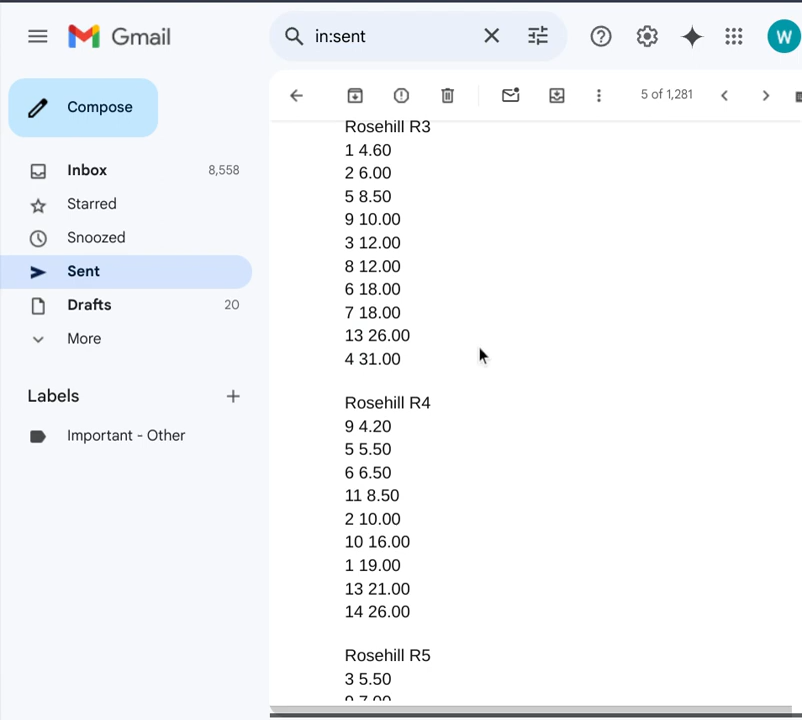 Gmail
in:sent
W
Compose
5 of 1,281
Inbox 8,558
Starred
Snoozed
Sent
Drafts 20
More
Labels
Important - Other
Rosehill R3
1 4.60
2 6.00
5 8.50
9 10.00
3 12.00
8 12.00
6 18.00
7 18.00
13 26.00
4 31.00
Rosehill R4
9 4.20
5 5.50
6 6.50
11 8.50
2 10.00
10 16.00
1 19.00
13 21.00
14 26.00
Rosehill R5
3 5.50